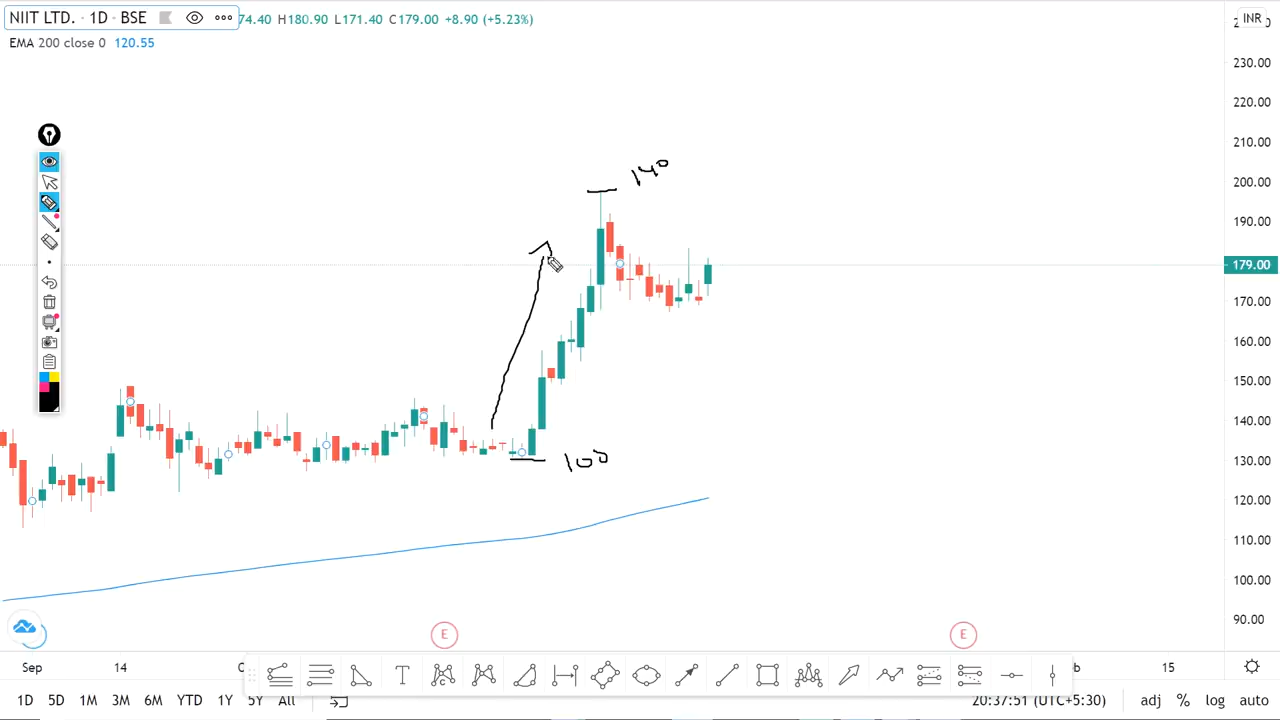 NIIT LTD. · 1D · BSE 74.40 H180.90 L171.40 C179.00 +8.90 (+5.23%)
INR
EMA 200 close 0 120.55
230.00
220.00
210.00
140
200.00
190.00
179.00
170.00
160.00
150.00
140.00
100
130.00
120.00
110.00
100.00
90.00
E E
Sep 14 15
T C
1D 5D 1M 3M 6M YTD 1Y 5Y All 20:37:51 (UTC+5:30) adj % log auto